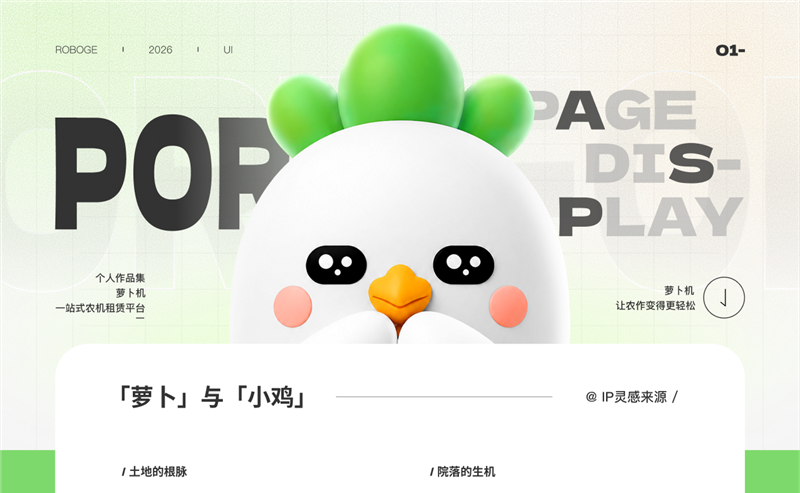 ROBOGE
2026
UI
01-
POR
PAGE
DIS-
PLAY
个人作品集
萝卜机
一站式农机租赁平台
萝卜机
让农作变得更轻松
「萝卜」与「小鸡」
@ IP灵感来源 /
/ 土地的根脉
/ 院落的生机